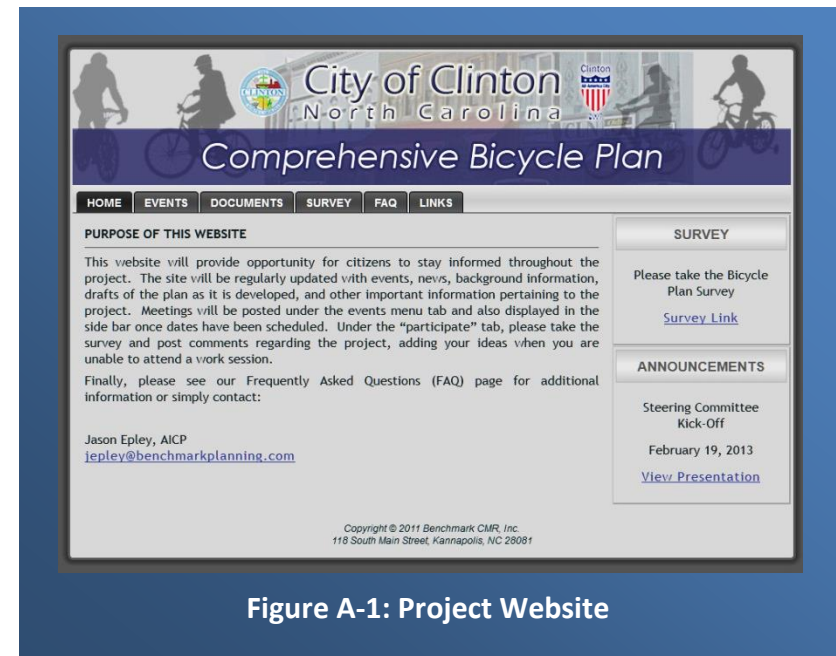 City of Clinton
North Carolina
CLINTON
Clinton
Comprehensive Bicycle Plan
HOME EVENTS DOCUMENTS SURVEY FAQ LINKS
PURPOSE OF THIS WEBSITE
This website will provide opportunity for citizens to stay informed throughout the
project. The site will be regularly updated with events, news, background information,
drafts of the plan as it is developed, and other important information pertaining to the
project. Meetings will be posted under the events menu tab and also displayed in the
side bar once dates have been scheduled. Under the “participate” tab, please take the
survey and post comments regarding the project, adding your ideas when you are
unable to attend a work session.
Finally, please see our Frequently Asked Questions (FAQ) page for additional
information or simply contact:
Jason Epley, AICP
jepley@benchmarkplanning.com
SURVEY
Please take the Bicycle
Plan Survey
Survey Link
ANNOUNCEMENTS
Steering Committee
Kick-Off
February 19, 2013
View Presentation
Copyright © 2011 Benchmark CMR, Inc.
118 South Main Street, Kannapolis, NC 28081
Figure A-1: Project Website